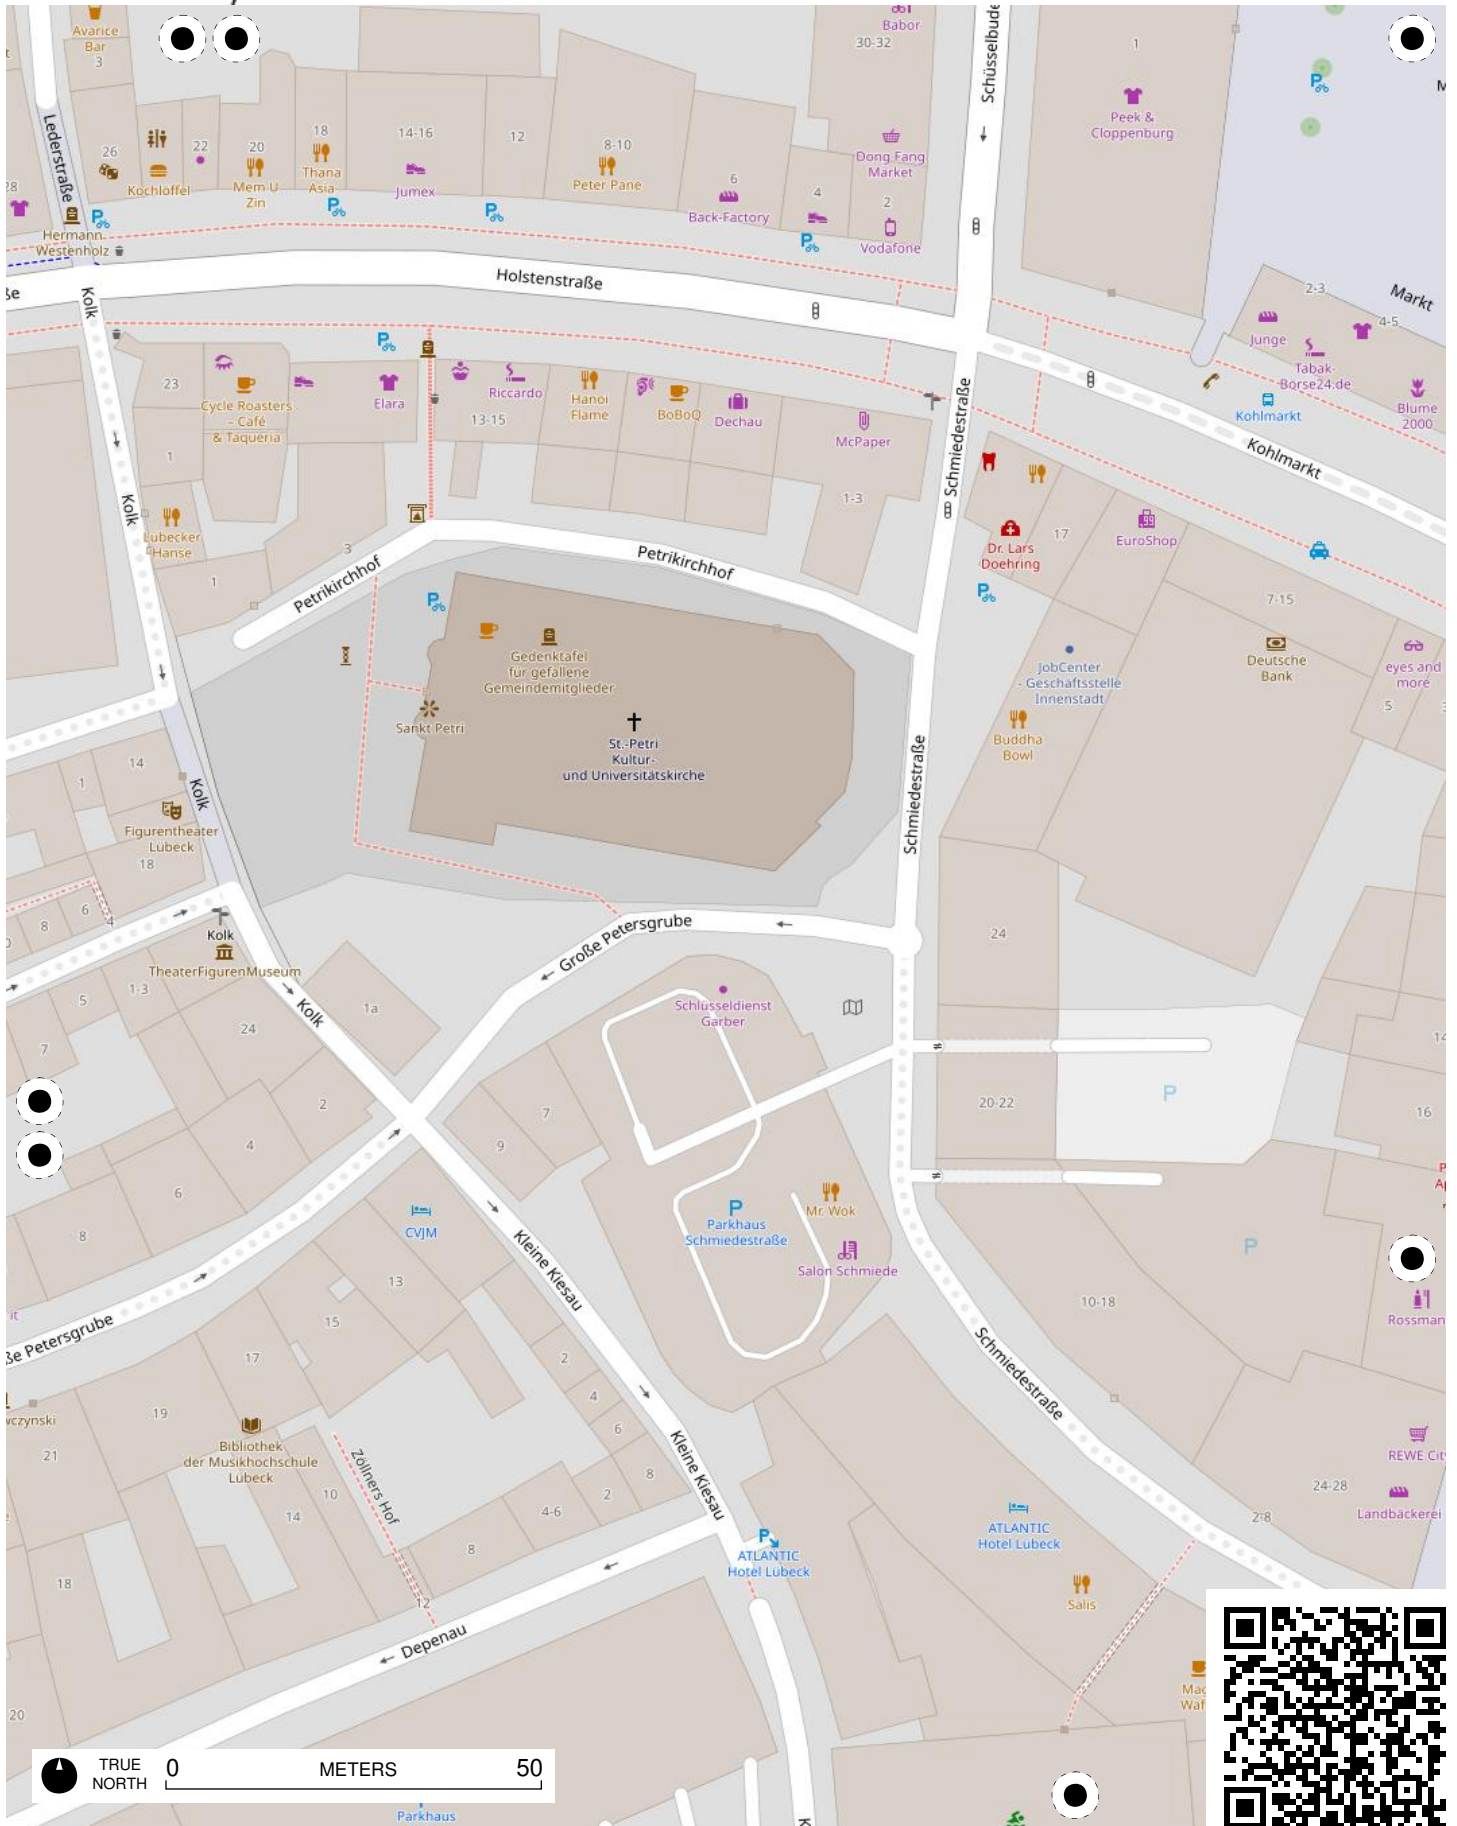 Avarice
Bar
3
Babor
30-32
Schüsselbude
1
Peek &
Cloppenburg
Lederstraße
26
22
20
18
14-16
12
8-10
6
4
2
28
Kochlöffel
Mem U
Zin
Thana
Asia
Jumex
Peter Pane
Back-Factory
Dong Fang
Market
Vodafone
Hermann
Westenholz
Holstenstraße
ße
Kolk
2-3
Markt
4-5
Junge
Tabak-
Börse24.de
Blume
2000
Kohlmarkt
Kohlmarkt
23
Cycle Roasters
– Café
& Taqueria
Elara
Riccardo
13-15
Hanoi
Flame
BoBoQ
Dechau
McPaper
1-3
Schmiedestraße
1
Kolk
Lübecker
Hanse
1
3
Petrikirchhof
Petrikirchhof
17
EuroShop
Dr. Lars
Doehring
7-15
Deutsche
Bank
eyes and
more
5
JobCenter
- Geschäftsstelle
Innenstadt
Buddha
Bowl
Gedenktafel
für gefallene
Gemeindemitglieder
Sankt Petri
St.-Petri
Kultur-
und Universitätskirche
Schmiedestraße
14
1
Kolk
Figurentheater
Lübeck
18
6
4
8
Kolk
TheaterFigurenMuseum
1-3
5
7
24
Kolk
1a
Große Petersgrube
24
Schlüsseldienst
Garber
2
4
6
8
7
9
20-22
P
14
16
CVJM
13
15
17
19
21
ße Petersgrube
Kleine Kiesau
P
Parkhaus
Schmiedestraße
Mr. Wok
Salon Schmiede
P
10-18
Rossman
Schmiedestraße
2
4
6
8
Kleine Kiesau
wczynski
Bibliothek
der Musikhochschule
Lübeck
Zöllners Hof
10
14
4-6
2
8
12
18
20
Depenau
ATLANTIC
Hotel Lübeck
ATLANTIC
Hotel Lübeck
Salis
REWE City
24-28
Landbäckerei
2-8
TRUE
NORTH
0
METERS
50
Parkhaus